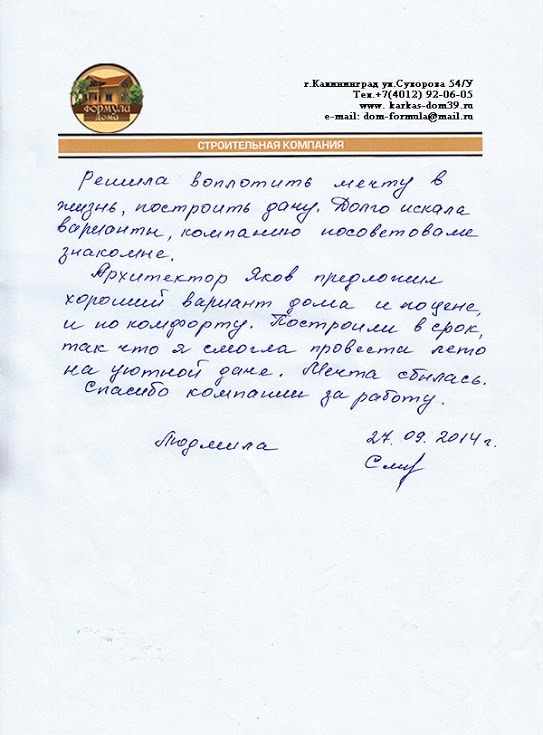 ФОРМУЛА
ДОМА
г.Калининград ул.Суворова 54/У
Тел.+7(4012) 92-06-05
www. karkas-dom39.ru
e-mail: dom-formula@mail.ru
СТРОИТЕЛЬНАЯ КОМПАНИЯ
Решила воплотить мечту в
жизнь, построить дачу. Долго искала
варианты, компанию посоветовали
знакомые.
Архитектор Яков предложил
хороший вариант дома и по цене,
и по комфорту. Построили в срок,
так что я смогла провести лето
на уютной даче. Мечта сбылась.
Спасибо компании за работу.
Людмила 27.09.2014 г.